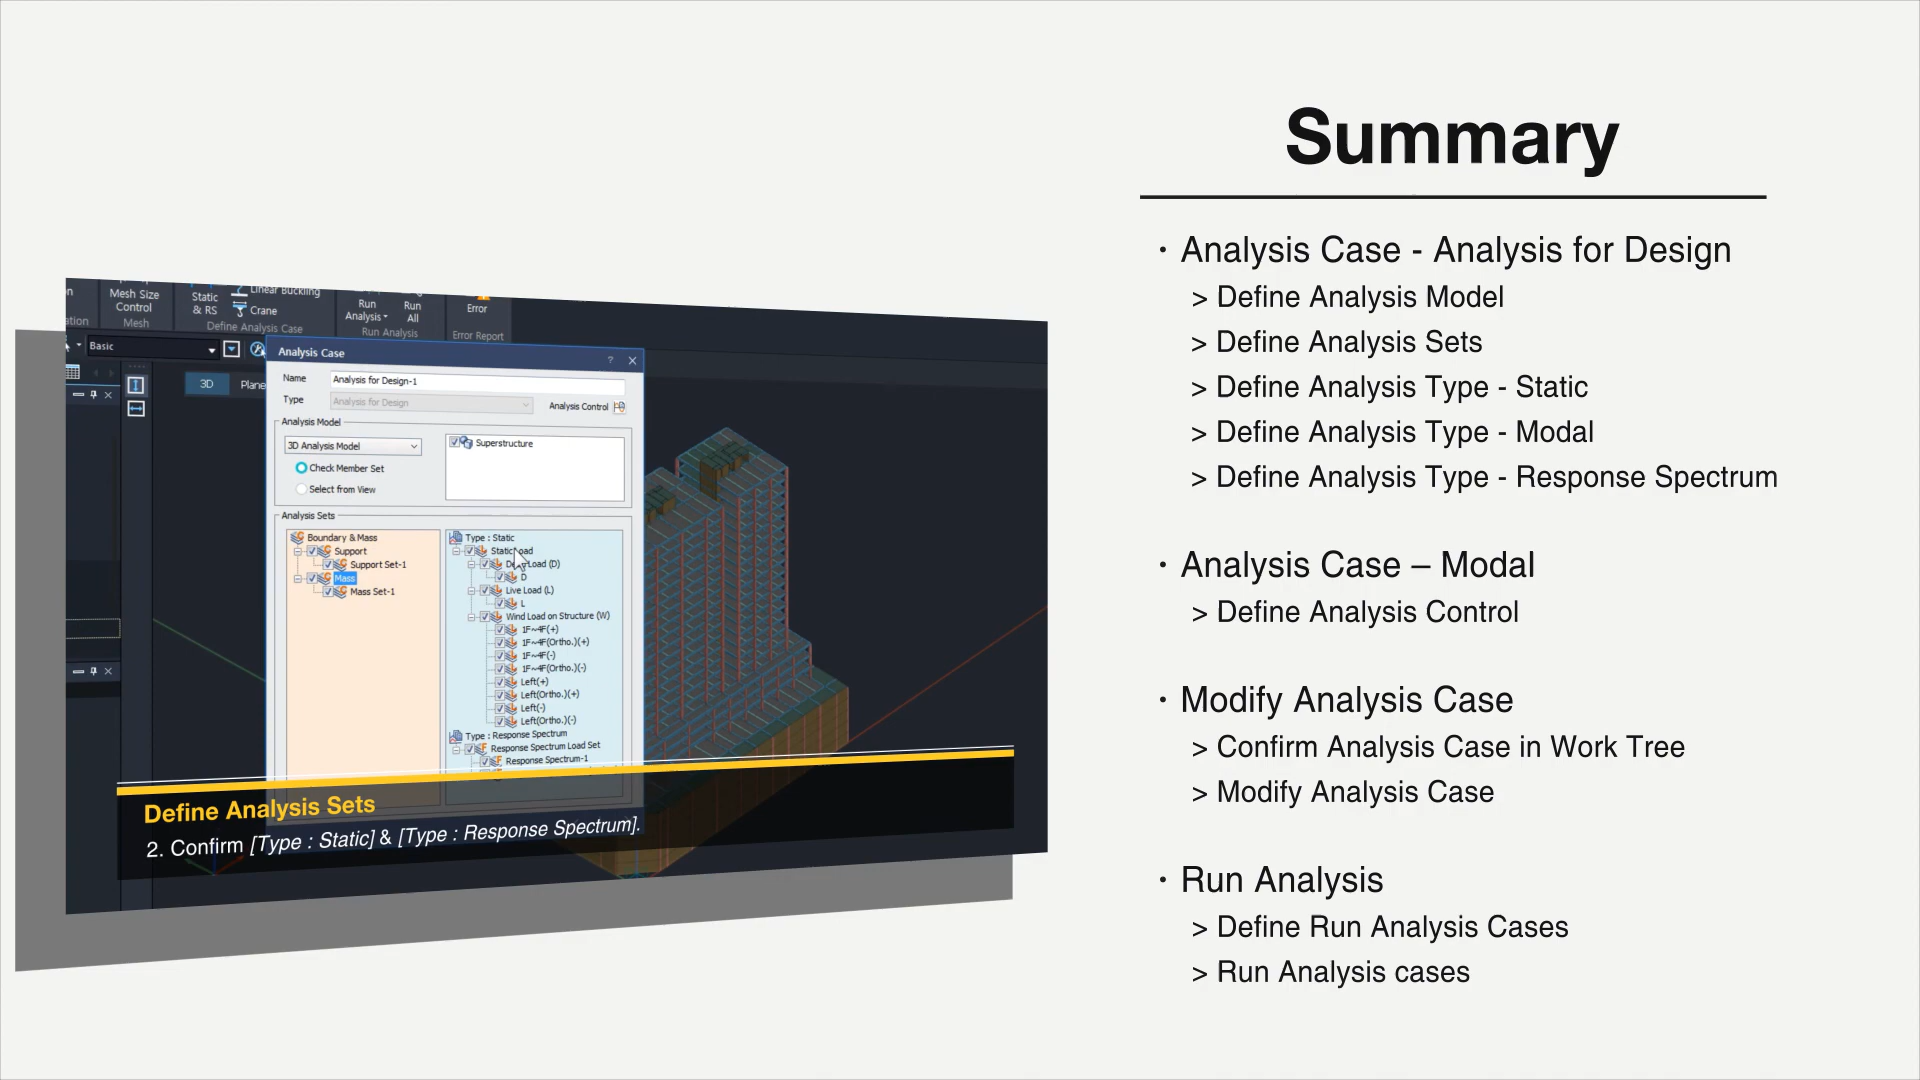 Mesh Size
Control
Mesh
Static
& RS
Linear Buckling
Crane
Define Analysis Case
Run
Analysis
Run
All
Run Analysis
Error
Error Report
Basic
3D
Plane
Analysis Case
Name
Analysis for Design-1
Type
Analysis for Design
Analysis Control
Analysis Model
3D Analysis Model
Check Member Set
Select from View
Superstructure
Analysis Sets
Boundary & Mass
Support
Support Set-1
Mass
Mass Set-1
Type : Static
Static Load
Dead Load (D)
D
Live Load (L)
L
Wind Load on Structure (W)
1F~4F(+)
1F~4F(Ortho.)(+)
1F~4F(-)
1F~4F(Ortho.)(-)
Left(+)
Left(Ortho.)(+)
Left(-)
Left(Ortho.)(-)
Type : Response Spectrum
Response Spectrum Load Set
Response Spectrum-1
Define Analysis Sets
2. Confirm [Type : Static] & [Type : Response Spectrum].
Summary
· Analysis Case - Analysis for Design
> Define Analysis Model
> Define Analysis Sets
> Define Analysis Type - Static
> Define Analysis Type - Modal
> Define Analysis Type - Response Spectrum
· Analysis Case – Modal
> Define Analysis Control
· Modify Analysis Case
> Confirm Analysis Case in Work Tree
> Modify Analysis Case
· Run Analysis
> Define Run Analysis Cases
> Run Analysis cases